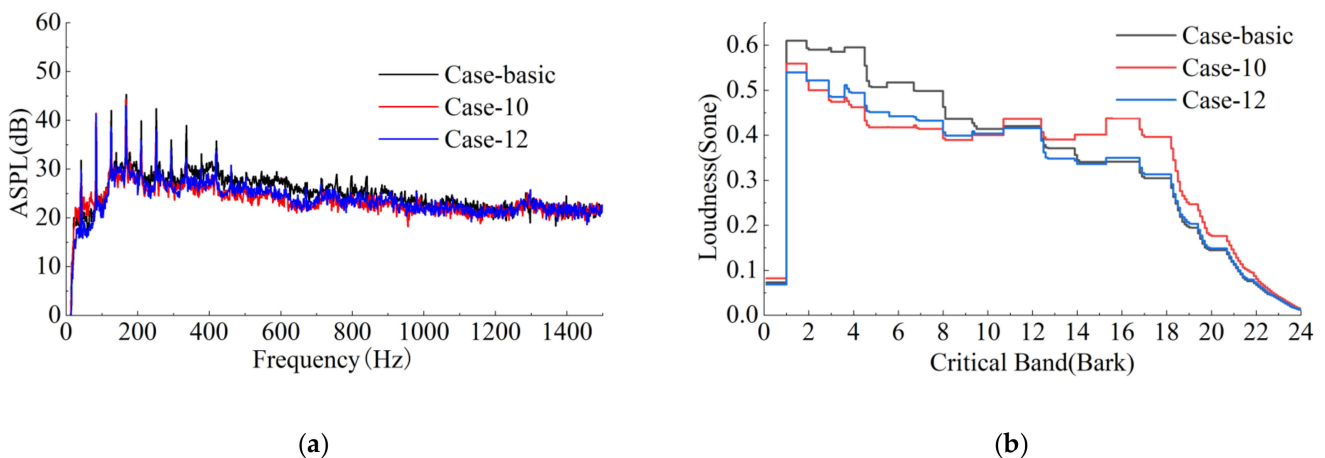 60
50
40
30
20
10
0
ASPL(dB)
Case-basic
Case-10
Case-12
0 200 400 600 800 1000 1200 1400
Frequency(Hz)
(a)
0.6
0.5
0.4
0.3
0.2
0.1
0.0
Loudness(Sone)
Case-basic
Case-10
Case-12
0 2 4 6 8 10 12 14 16 18 20 22 24
Critical Band(Bark)
(b)